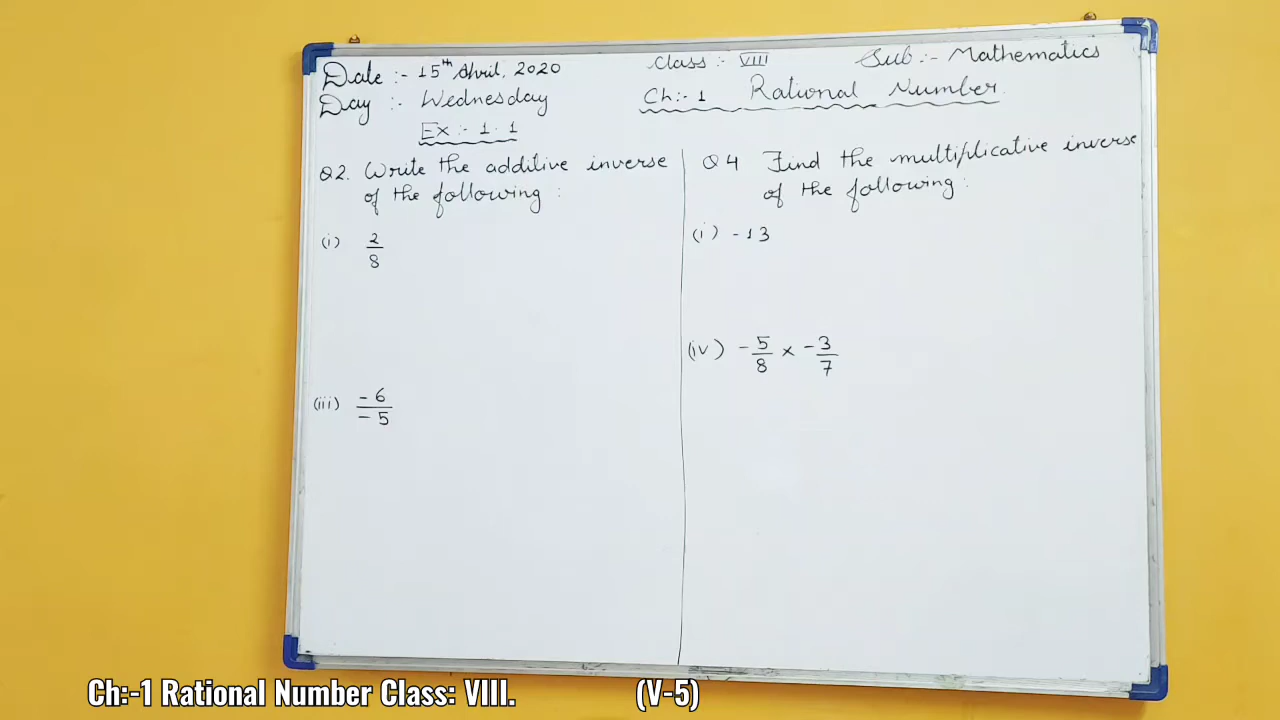 Date :- 15th April, 2020
Day :- Wednesday
Class :- VIII
Sub :- Mathematics
Ch:- 1 Rational Number
Ex :- 1.1
Q2. Write the additive inverse
of the following :
(i) 2/8
(iii) -6/-5
Q4 Find the multiplicative inverse
of the following :
(i) -13
(iv) -5/8 × -3/7
Ch:-1 Rational Number Class: VIII. (V-5)